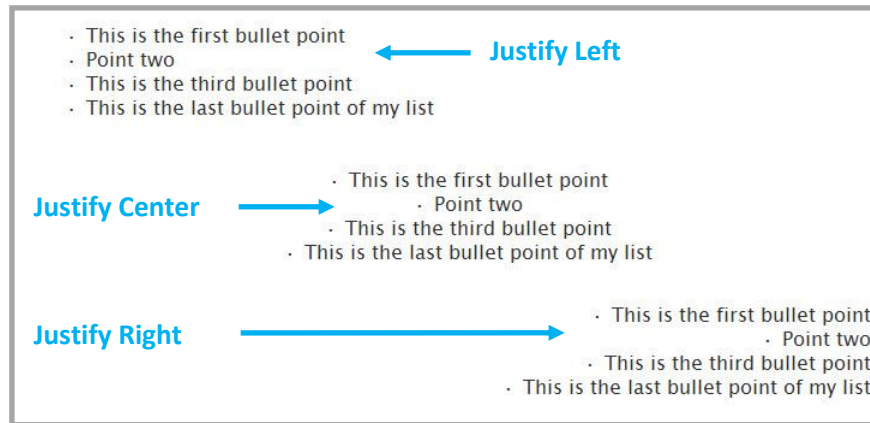 · This is the first bullet point
· Point two
· This is the third bullet point
· This is the last bullet point of my list
Justify Left
· This is the first bullet point
· Point two
· This is the third bullet point
· This is the last bullet point of my list
Justify Center
· This is the first bullet point
· Point two
· This is the third bullet point
· This is the last bullet point of my list
Justify Right